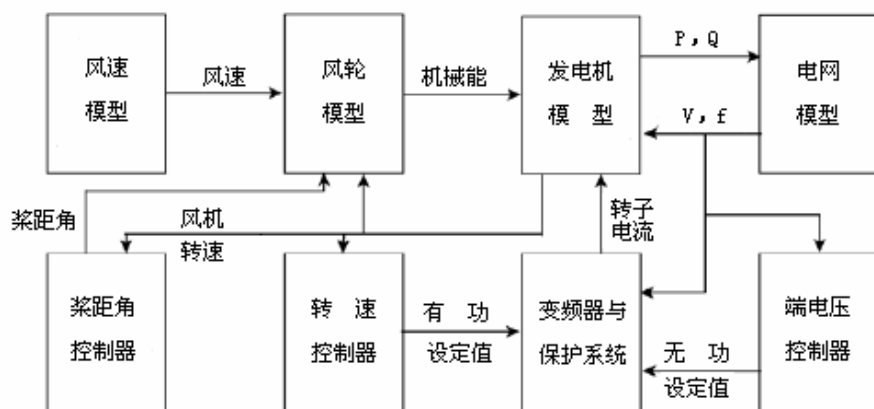 风速
模型
风速
风轮
模型
机械能
发电机
模 型
P，Q
V，f
电网
模型
桨距角
风机
转速
转子
电流
桨距角
控制器
转 速
控制器
有 功
设定值
变频器与
保护系统
无 功
设定值
端电压
控制器